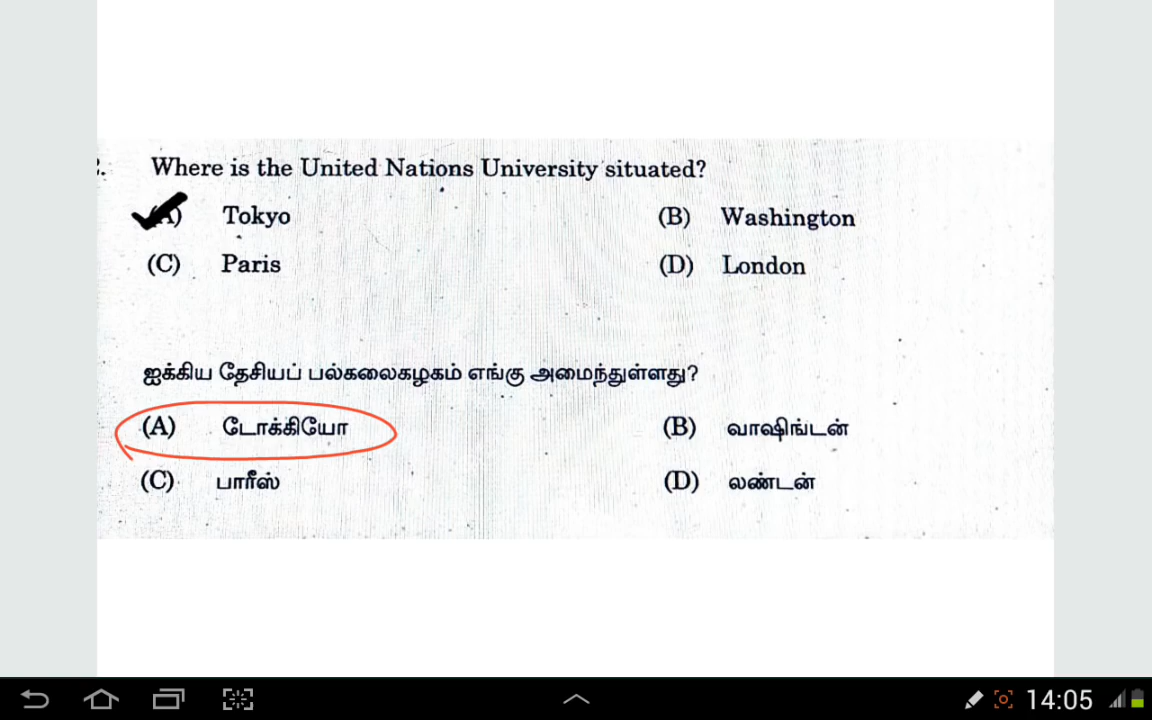 Where is the United Nations University situated?
(A) Tokyo (B) Washington
(C) Paris (D) London
ஐக்கிய தேசியப் பல்கலைகழகம் எங்கு அமைந்துள்ளது?
(A) டோக்கியோ (B) வாஷிங்டன்
(C) பாரீஸ் (D) லண்டன்
14:05